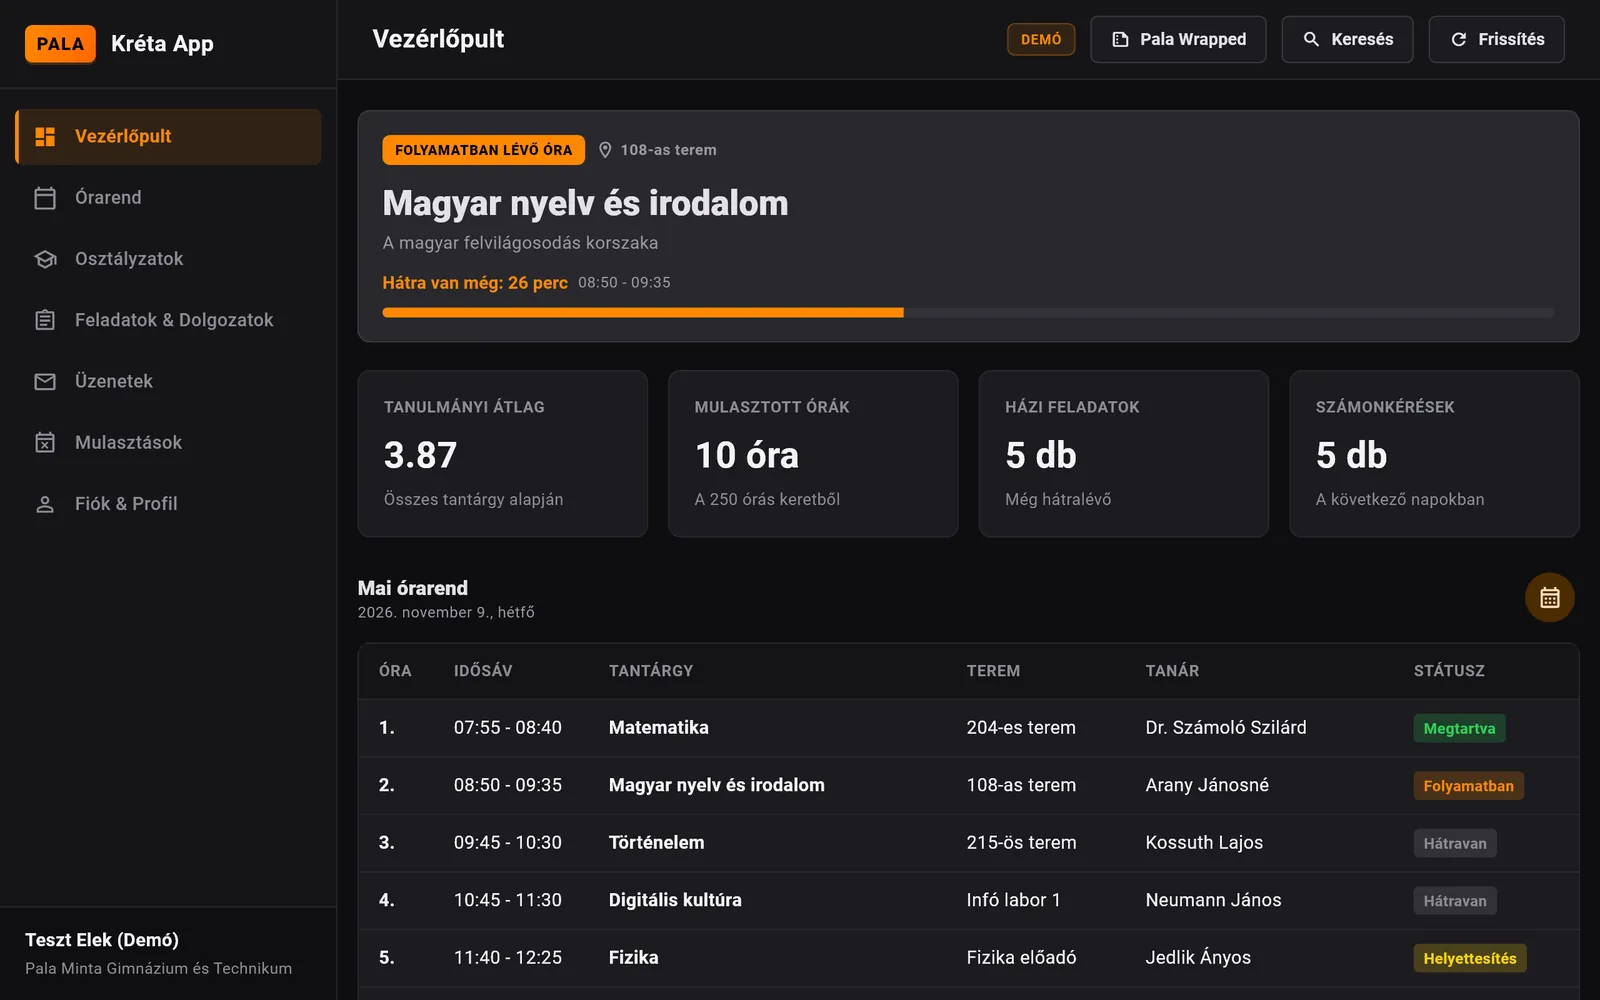 PALA Kréta App
Vezérlőpult
Órarend
Osztályzatok
Feladatok & Dolgozatok
Üzenetek
Mulasztások
Fiók & Profil
Teszt Elek (Demó)
Pala Minta Gimnázium és Technikum
Vezérlőpult
DEMÓ
Pala Wrapped
Keresés
Frissítés
FOLYAMATBAN LÉVŐ ÓRA 108-as terem
Magyar nyelv és irodalom
A magyar felvilágosodás korszaka
Hátra van még: 26 perc 08:50 - 09:35
TANULMÁNYI ÁTLAG
3.87
Összes tantárgy alapján
MULASZTOTT ÓRÁK
10 óra
A 250 órás keretből
HÁZI FELADATOK
5 db
Még hátralévő
SZÁMONKÉRÉSEK
5 db
A következő napokban
Mai órarend
2026. november 9., hétfő
ÓRA IDŐSÁV TANTÁRGY TEREM TANÁR STÁTUSZ
1. 07:55 - 08:40 Matematika 204-es terem Dr. Számoló Szilárd Megtartva
2. 08:50 - 09:35 Magyar nyelv és irodalom 108-as terem Arany Jánosné Folyamatban
3. 09:45 - 10:30 Történelem 215-ös terem Kossuth Lajos Hátravan
4. 10:45 - 11:30 Digitális kultúra Infó labor 1 Neumann János Hátravan
5. 11:40 - 12:25 Fizika Fizika előadó Jedlik Ányos Helyettesítés